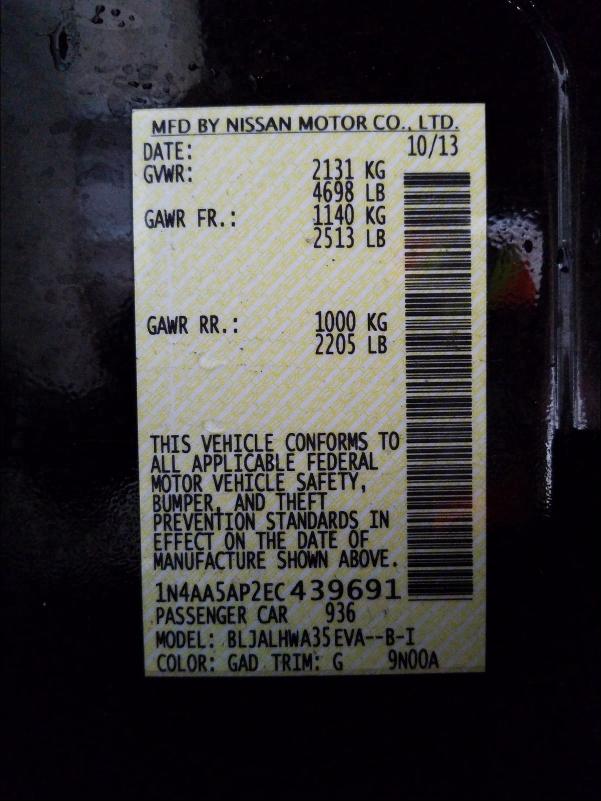 MFD BY NISSAN MOTOR CO., LTD.
DATE: 10/13
GVWR: 2131 KG
4698 LB
GAWR FR.: 1140 KG
2513 LB
GAWR RR.: 1000 KG
2205 LB
THIS VEHICLE CONFORMS TO
ALL APPLICABLE FEDERAL
MOTOR VEHICLE SAFETY,
BUMPER, AND THEFT
PREVENTION STANDARDS IN
EFFECT ON THE DATE OF
MANUFACTURE SHOWN ABOVE.
1N4AA5AP2EC439691
PASSENGER CAR 936
MODEL: BLJALHWA35EVA--B-I
COLOR: GAD TRIM: G 9N00A